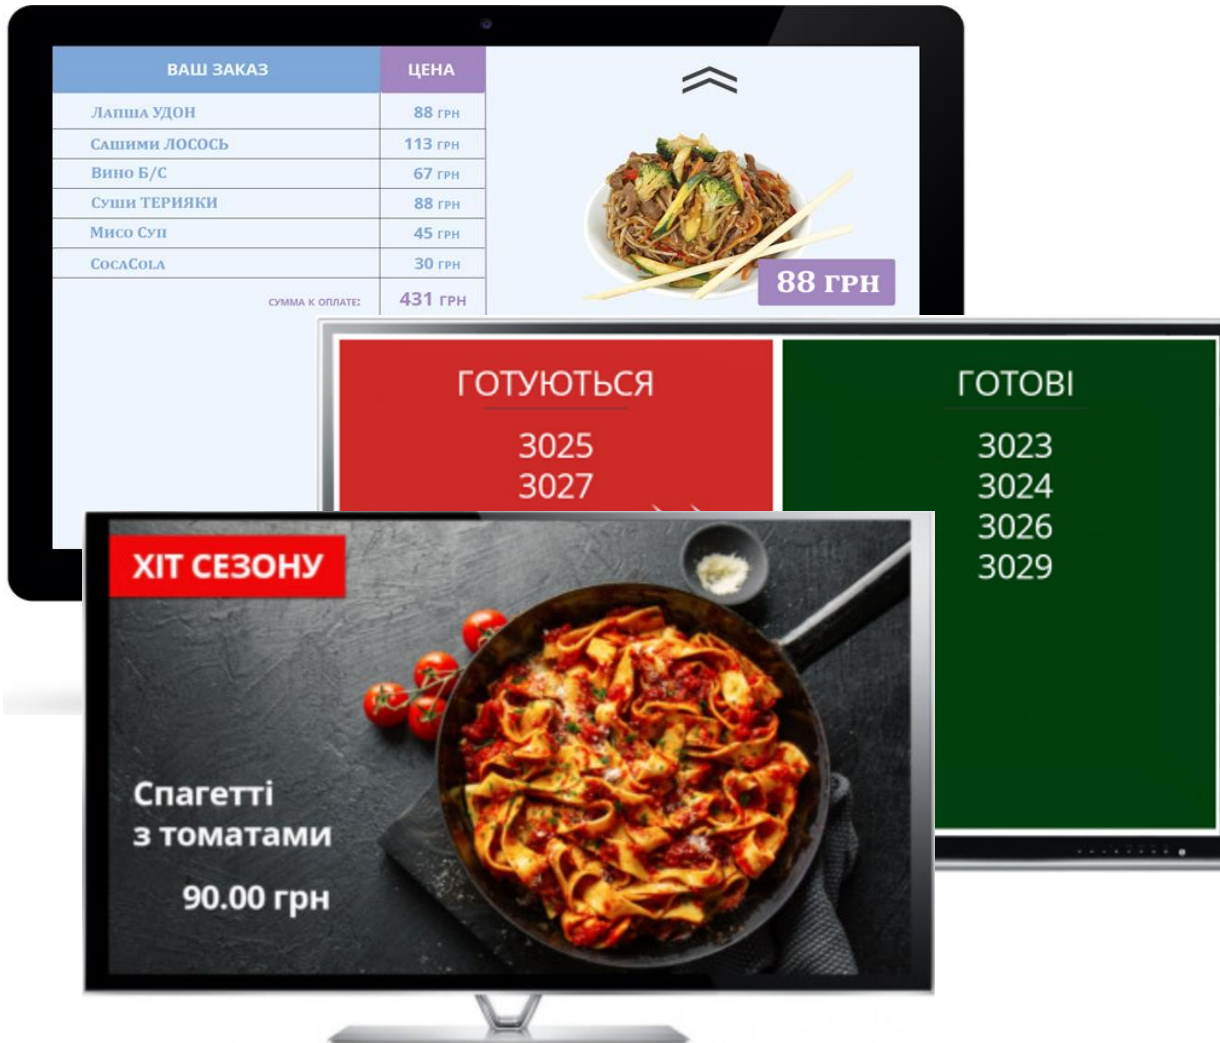 ВАШ ЗАКАЗ ЦЕНА
Лапша УДОН 88 грн
Сашими ЛОСОСЬ 113 грн
Вино Б/С 67 грн
Суши ТЕРИЯКИ 88 грн
Мисо Суп 45 грн
CocaCola 30 грн
сумма к оплате: 431 грн
88 ГРН
ГОТУЮТЬСЯ
3025
3027
ГОТОВІ
3023
3024
3026
3029
ХІТ СЕЗОНУ
Спагетті
з томатами
90.00 грн